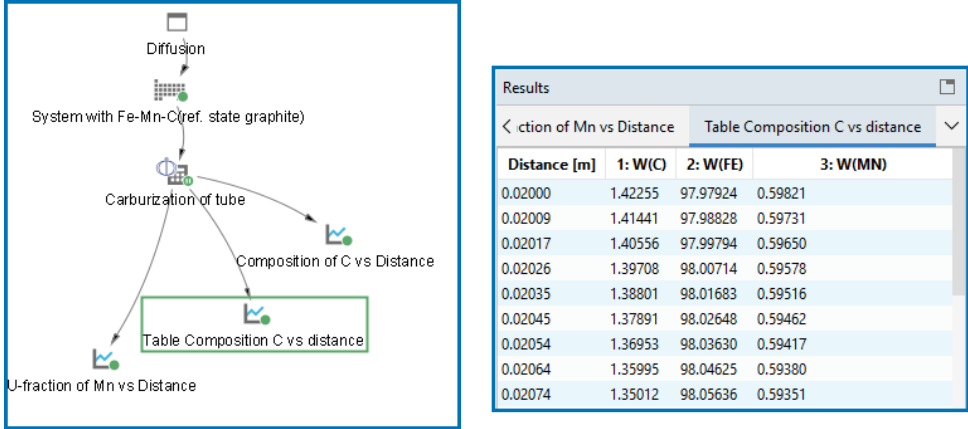 Diffusion
System with Fe-Mn-C(ref. state graphite)
Carburization of tube
Composition of C vs Distance
Table Composition C vs distance
U-fraction of Mn vs Distance
Results
ction of Mn vs Distance Table Composition C vs distance
Distance [m] 1: W(C) 2: W(FE) 3: W(MN)
0.02000 1.42255 97.97924 0.59821
0.02009 1.41441 97.98828 0.59731
0.02017 1.40556 97.99794 0.59650
0.02026 1.39708 98.00714 0.59578
0.02035 1.38801 98.01683 0.59516
0.02045 1.37891 98.02648 0.59462
0.02054 1.36953 98.03630 0.59417
0.02064 1.35995 98.04625 0.59380
0.02074 1.35012 98.05636 0.59351